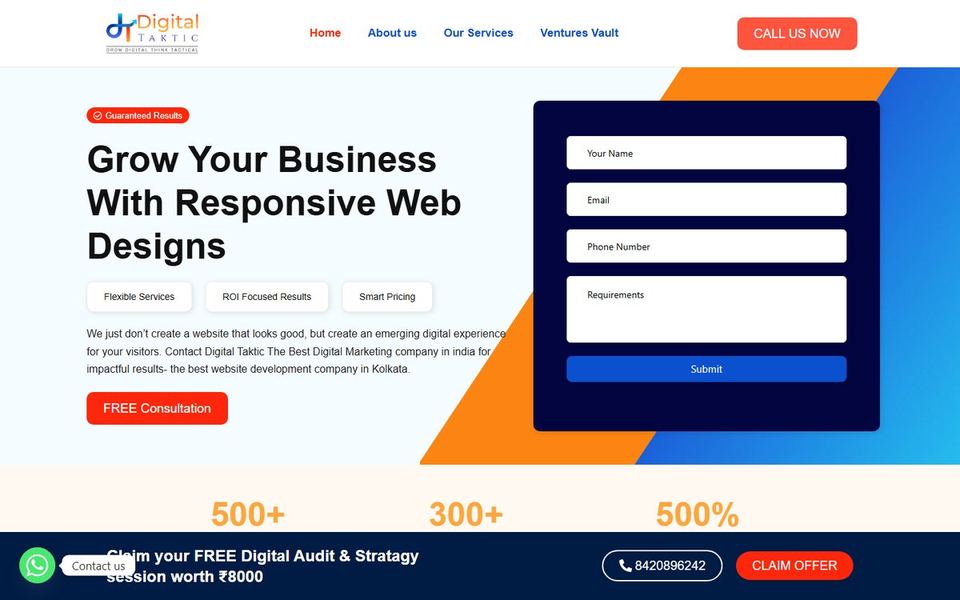 Digital
TAKTIC
GROW DIGITAL THINK TACTICAL
Home
About us
Our Services
Ventures Vault
CALL US NOW
Guaranteed Results
Grow Your Business
With Responsive Web
Designs
Flexible Services
ROI Focused Results
Smart Pricing
We just don’t create a website that looks good, but create an emerging digital experience
for your visitors. Contact Digital Taktic The Best Digital Marketing company in india for
impactful results- the best website development company in Kolkata.
FREE Consultation
Your Name
Email
Phone Number
Requirements
Submit
500+
300+
500%
Contact us
Claim your FREE Digital Audit & Stratagy
session worth ₹8000
8420896242
CLAIM OFFER